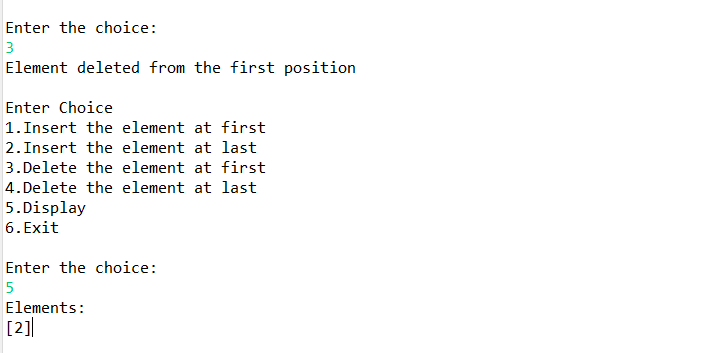 Enter the choice:
3
Element deleted from the first position
Enter Choice
1.Insert the element at first
2.Insert the element at last
3.Delete the element at first
4.Delete the element at last
5.Display
6.Exit
Enter the choice:
5
Elements:
[2]